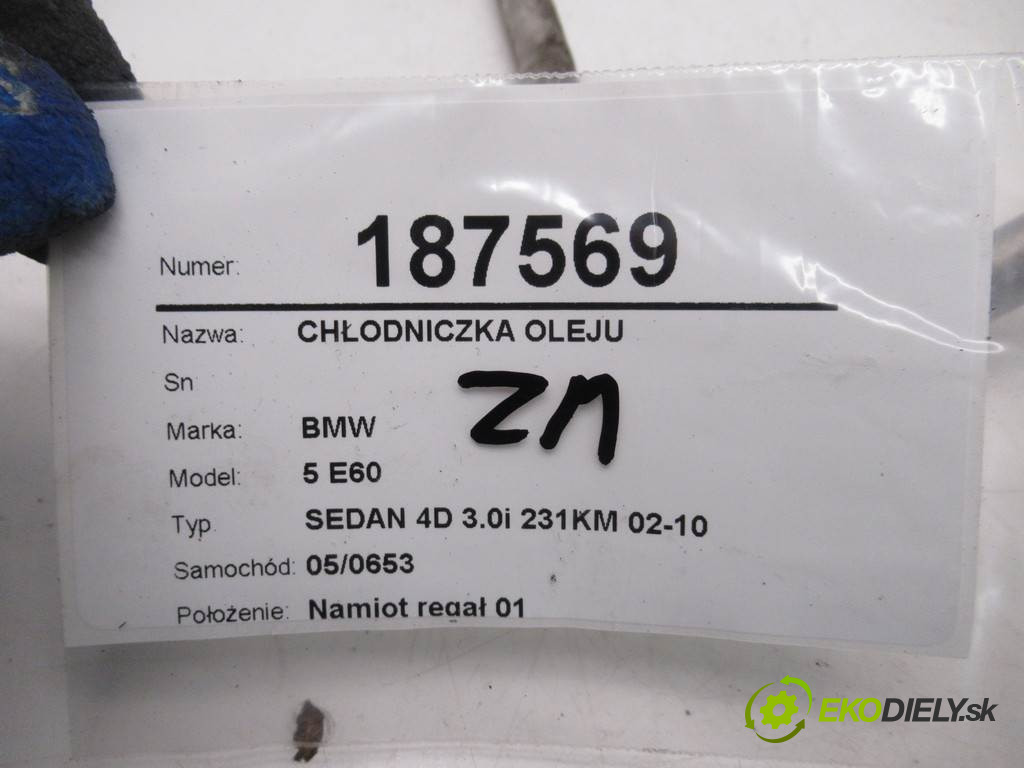 Numer: 187569
Nazwa: CHŁODNICZKA OLEJU
Sn
ZM
Marka: BMW
Model: 5 E60
Typ SEDAN 4D 3.0i 231KM 02-10
Samochód: 05/0653
Położenie: Namiot regał 01
EKODIELY.sk